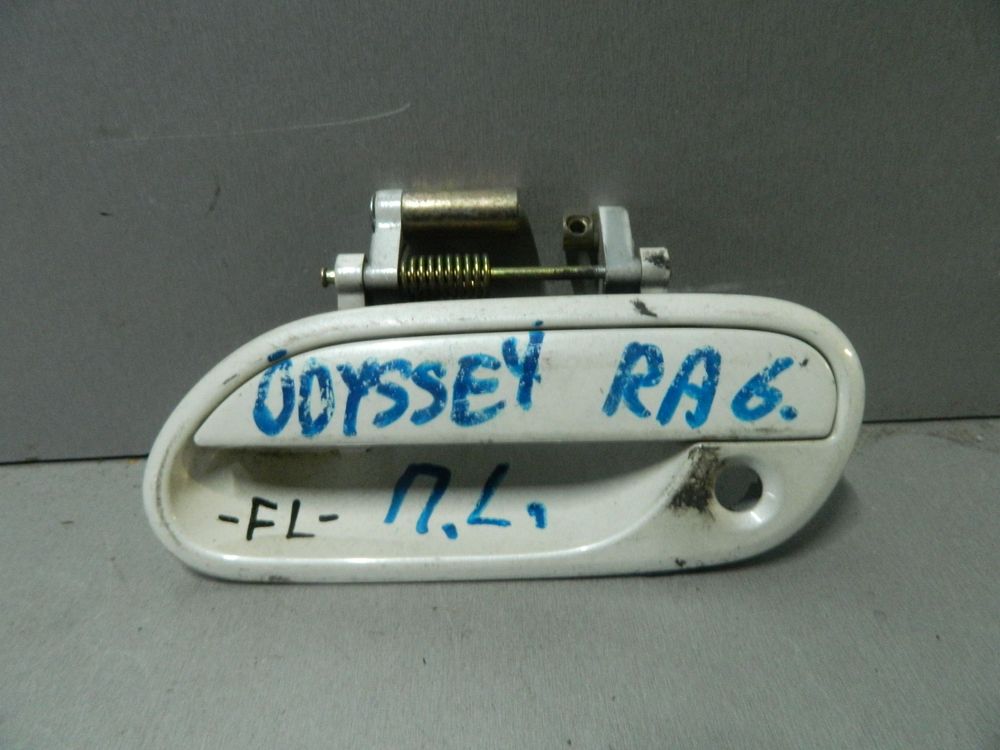 ODYSSEY RA6.
-FL- П.L.